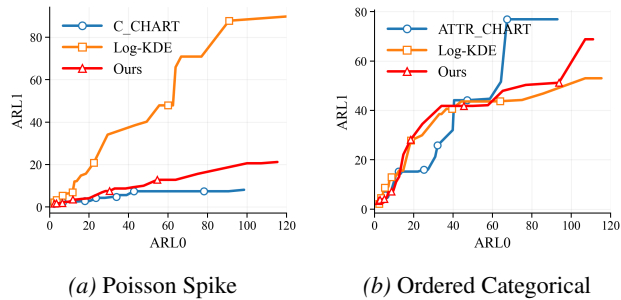 C_CHART
Log-KDE
Ours
80
60
40
20
0
ARL1
0 20 40 60 80 100 120
ARL0
(a) Poisson Spike
ATTR_CHART
Log-KDE
Ours
80
60
40
20
0
ARL1
0 20 40 60 80 100 120
ARL0
(b) Ordered Categorical